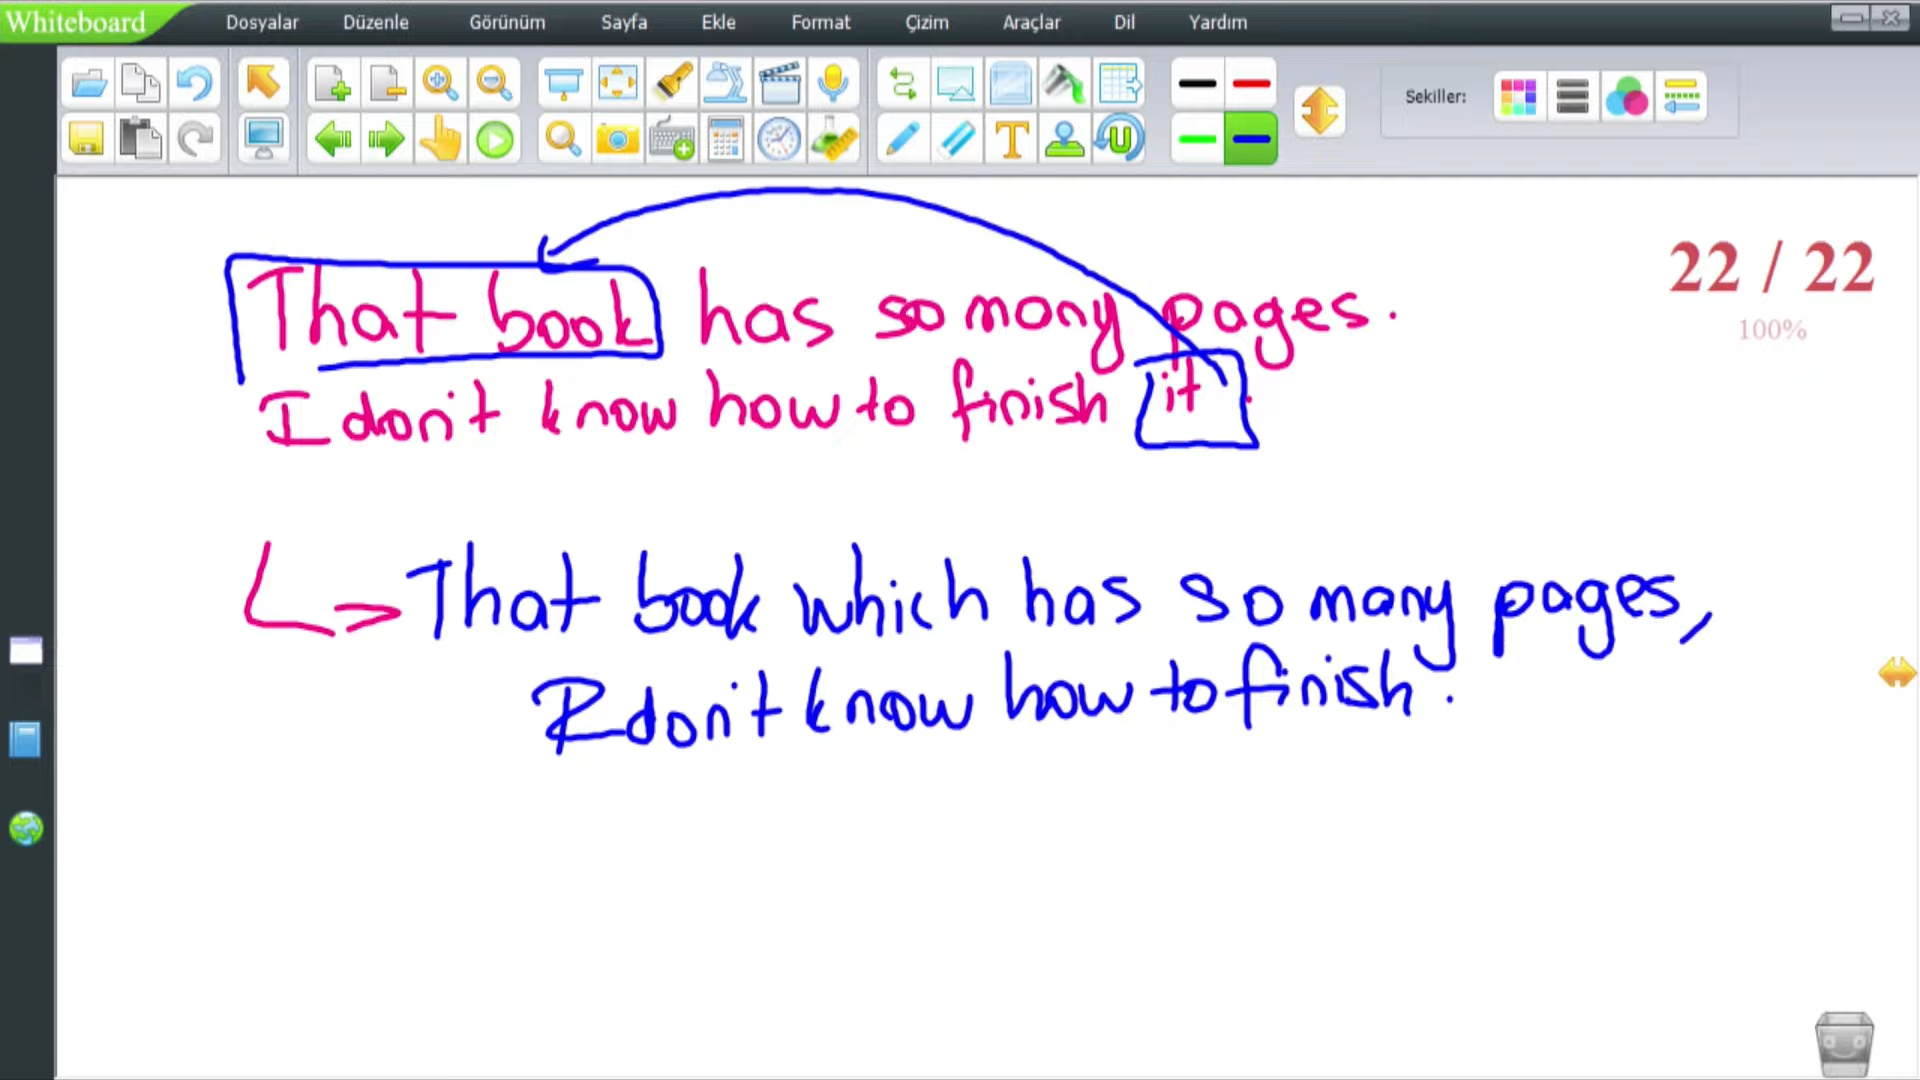 Whiteboard Dosyalar Düzenle Görünüm Sayfa Ekle Format Çizim Araçlar Dil Yardım
Sekiller:
22 / 22
100%
That book has so many pages.
I don't know how to finish it.
That book which has so many pages,
I don't know how to finish.